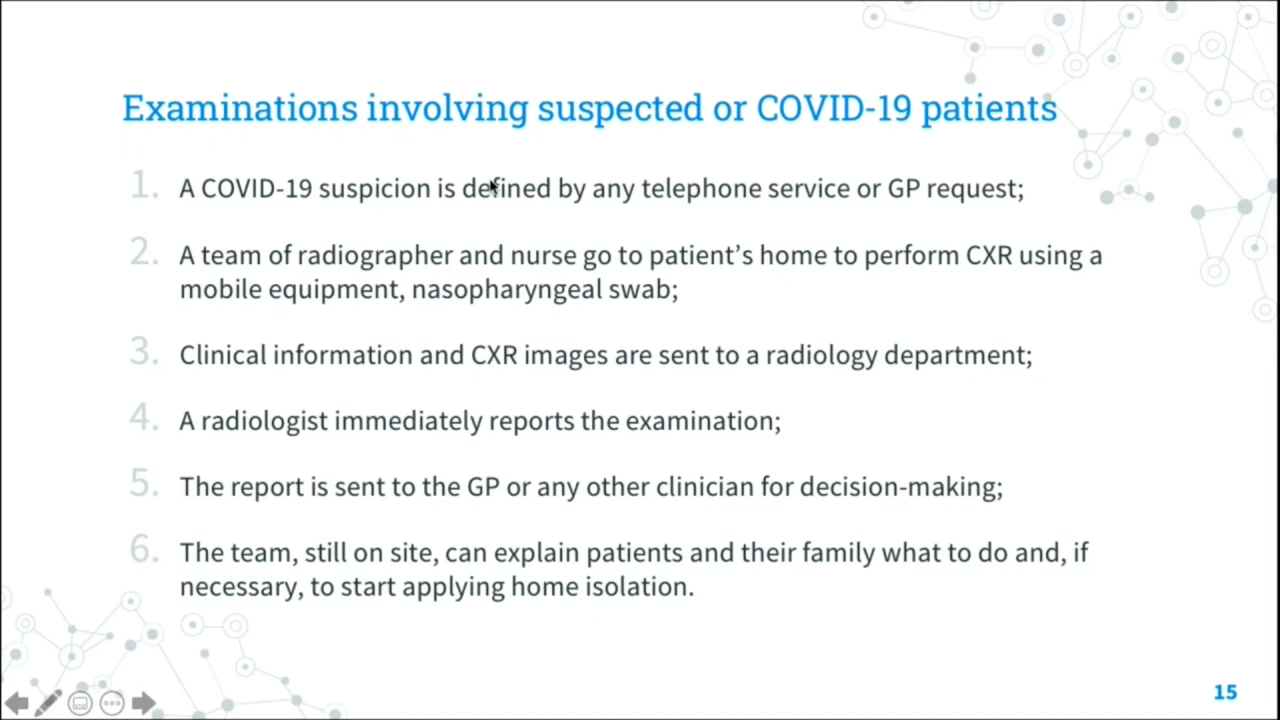 Examinations involving suspected or COVID-19 patients
1. A COVID-19 suspicion is defined by any telephone service or GP request;
2. A team of radiographer and nurse go to patient’s home to perform CXR using a
mobile equipment, nasopharyngeal swab;
3. Clinical information and CXR images are sent to a radiology department;
4. A radiologist immediately reports the examination;
5. The report is sent to the GP or any other clinician for decision-making;
6. The team, still on site, can explain patients and their family what to do and, if
necessary, to start applying home isolation.
15